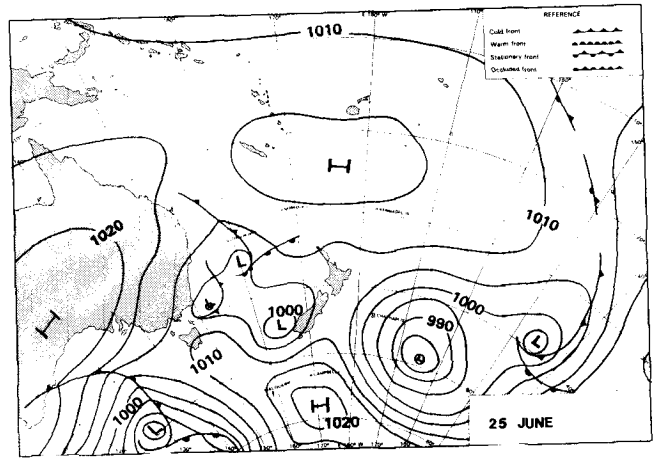 REFERENCE
Cold front
Warm front
Stationary front
Occluded front
1010
1020
1010
1000
1000
990
1010
1000
1020
H
H
H
L
L
L
L
25 JUNE